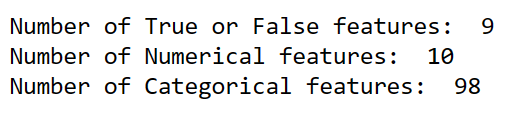 Number of True or False features:  9
Number of Numerical features:  10
Number of Categorical features:  98